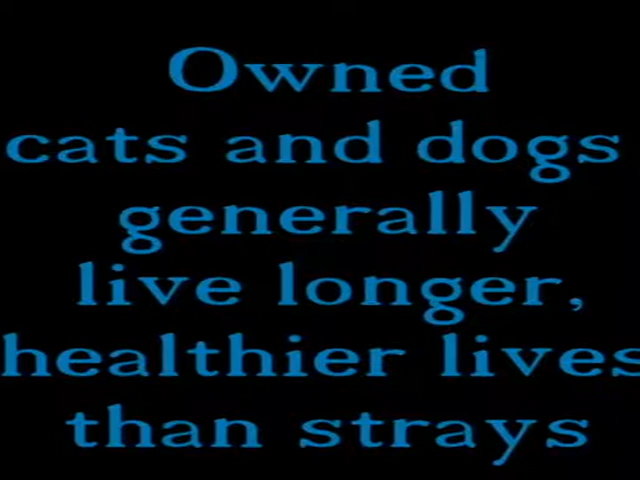 Owned
cats and dogs
generally
live longer,
healthier lives
than strays